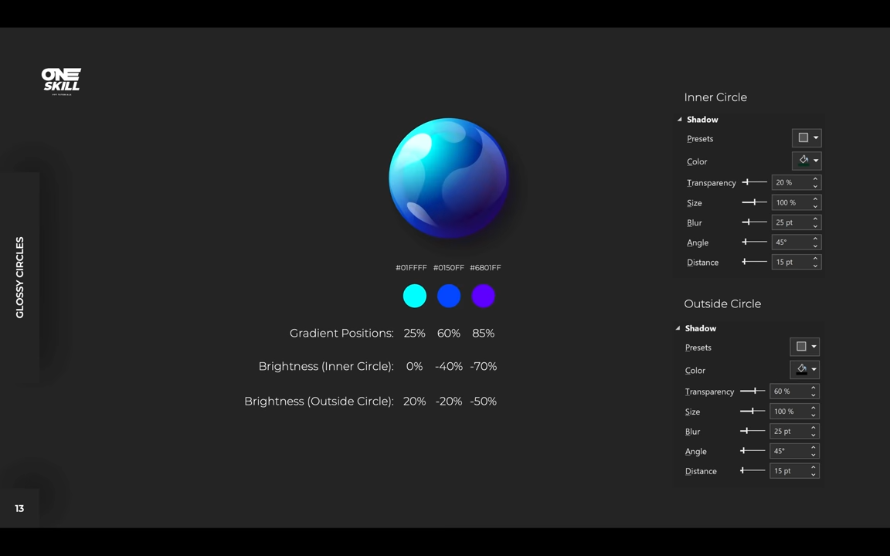 ONE
SKILL
GLOSSY CIRCLES
13
#01FFFF #0150FF #6801FF
Gradient Positions: 25% 60% 85%
Brightness (Inner Circle): 0% -40% -70%
Brightness (Outside Circle): 20% -20% -50%
Inner Circle
Shadow
Presets
Color
Transparency 20 %
Size 100 %
Blur 25 pt
Angle 45°
Distance 15 pt
Outside Circle
Shadow
Presets
Color
Transparency 60 %
Size 100 %
Blur 25 pt
Angle 45°
Distance 15 pt